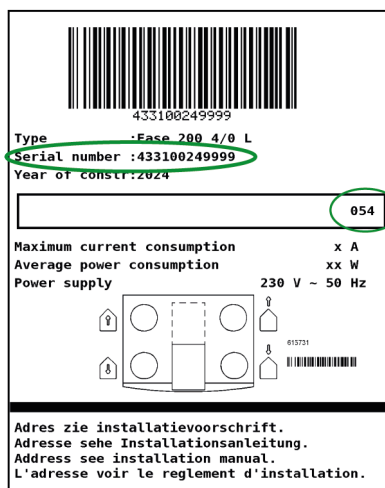 433100249999
Type :Ease 200 4/0 L
Serial number :433100249999
Year of constr:2024
054
Maximum current consumption x A
Average power consumption xx W
Power supply 230 V ~ 50 Hz
613731
Adres zie installatievoorschrift.
Adresse sehe Installationsanleitung.
Address see installation manual.
L'adresse voir le reglement d'installation.